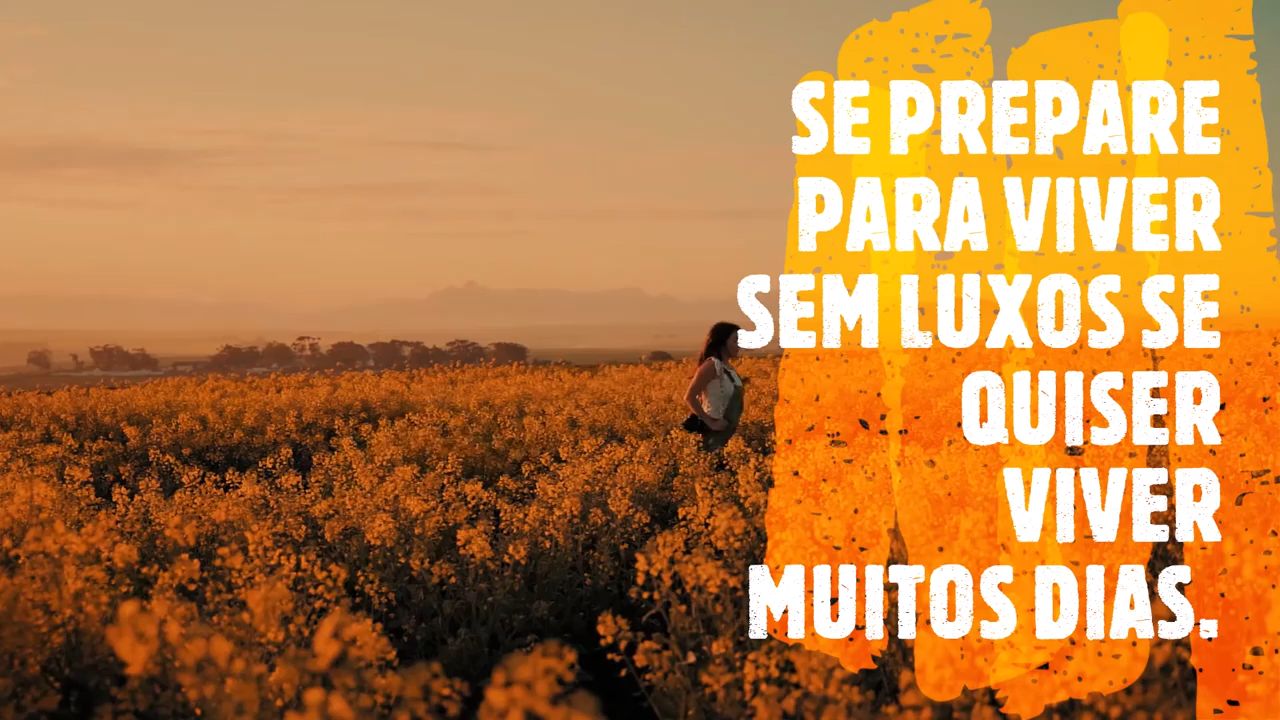 SE PREPARE
PARA VIVER
SEM LUXOS SE
QUISER
VIVER
MUITOS DIAS.